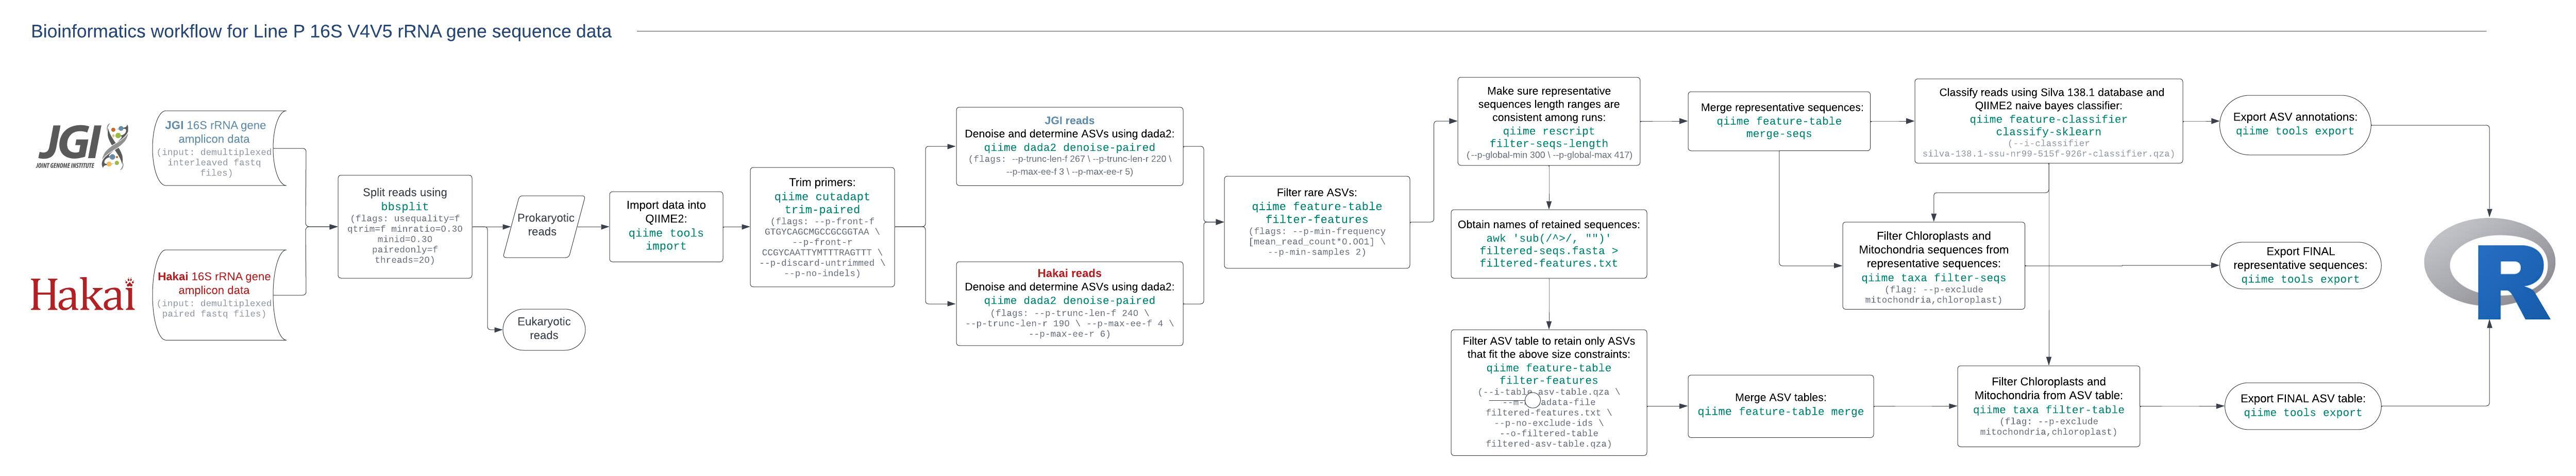 Bioinformatics workflow for Line P 16S V4V5 rRNA gene sequence data
JGI
JOINT GENOME INSTITUTE
JGI 16S rRNA gene
amplicon data
(input: demultiplexed
interleaved fastq
files)
Hakai
Hakai 16S rRNA gene
amplicon data
(input: demultiplexed
paired fastq files)
Split reads using
bbsplit
(flags: usequality=f
qtrim=f minratio=0.30
minid=0.30
pairedonly=f
threads=20)
Prokaryotic
reads
Eukaryotic
reads
Import data into
QIIME2:
qiime tools
import
Trim primers:
qiime cutadapt
trim-paired
(flags: --p-front-f
GTGYCAGCMGCCGCGGTAA \
--p-front-r
CCGYCAATTYMTTTRAGTTT \
--p-discard-untrimmed \
--p-no-indels)
JGI reads
Denoise and determine ASVs using dada2:
qiime dada2 denoise-paired
(flags: --p-trunc-len-f 267 \ --p-trunc-len-r 220 \
--p-max-ee-f 3 \ --p-max-ee-r 5)
Hakai reads
Denoise and determine ASVs using dada2:
qiime dada2 denoise-paired
(flags: --p-trunc-len-f 240 \
--p-trunc-len-r 190 \ --p-max-ee-f 4 \
--p-max-ee-r 6)
Filter rare ASVs:
qiime feature-table
filter-features
(flags: --p-min-frequency
[mean_read_count*0.001] \
--p-min-samples 2)
Make sure representative
sequences length ranges are
consistent among runs:
qiime rescript
filter-seqs-length
(--p-global-min 300 \ --p-global-max 417)
Obtain names of retained sequences:
awk 'sub(/^>/, "")'
filtered-seqs.fasta >
filtered-features.txt
Filter ASV table to retain only ASVs
that fit the above size constraints:
qiime feature-table
filter-features
(--i-table asv-table.qza \
adata-file
filtered-features.txt \
--p-no-exclude-ids \
--o-filtered-table
filtered-asv-table.qza)
Merge representative sequences:
qiime feature-table
merge-seqs
Merge ASV tables:
qiime feature-table merge
Classify reads using Silva 138.1 database and
QIIME2 naive bayes classifier:
qiime feature-classifier
classify-sklearn
(--i-classifier
silva-138.1-ssu-nr99-515f-926r-classifier.qza)
Filter Chloroplasts and
Mitochondria sequences from
representative sequences:
qiime taxa filter-seqs
(flag: --p-exclude
mitochondria,chloroplast)
Filter Chloroplasts and
Mitochondria from ASV table:
qiime taxa filter-table
(flag: --p-exclude
mitochondria,chloroplast)
Export ASV annotations:
qiime tools export
Export FINAL
representative sequences:
qiime tools export
Export FINAL ASV table:
qiime tools export
R